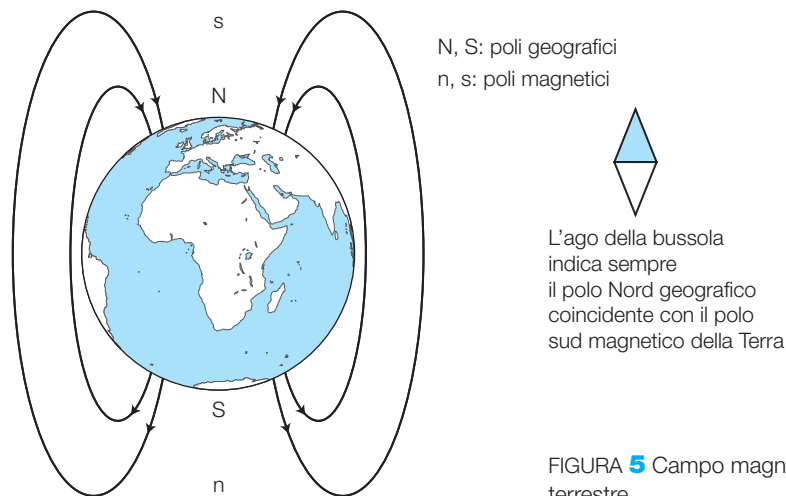 s
N
S
n
N, S: poli geografici
n, s: poli magnetici
L'ago della bussola
indica sempre
il polo Nord geografico
coincidente con il polo
sud magnetico della Terra
FIGURA 5 Campo magn
terrestre